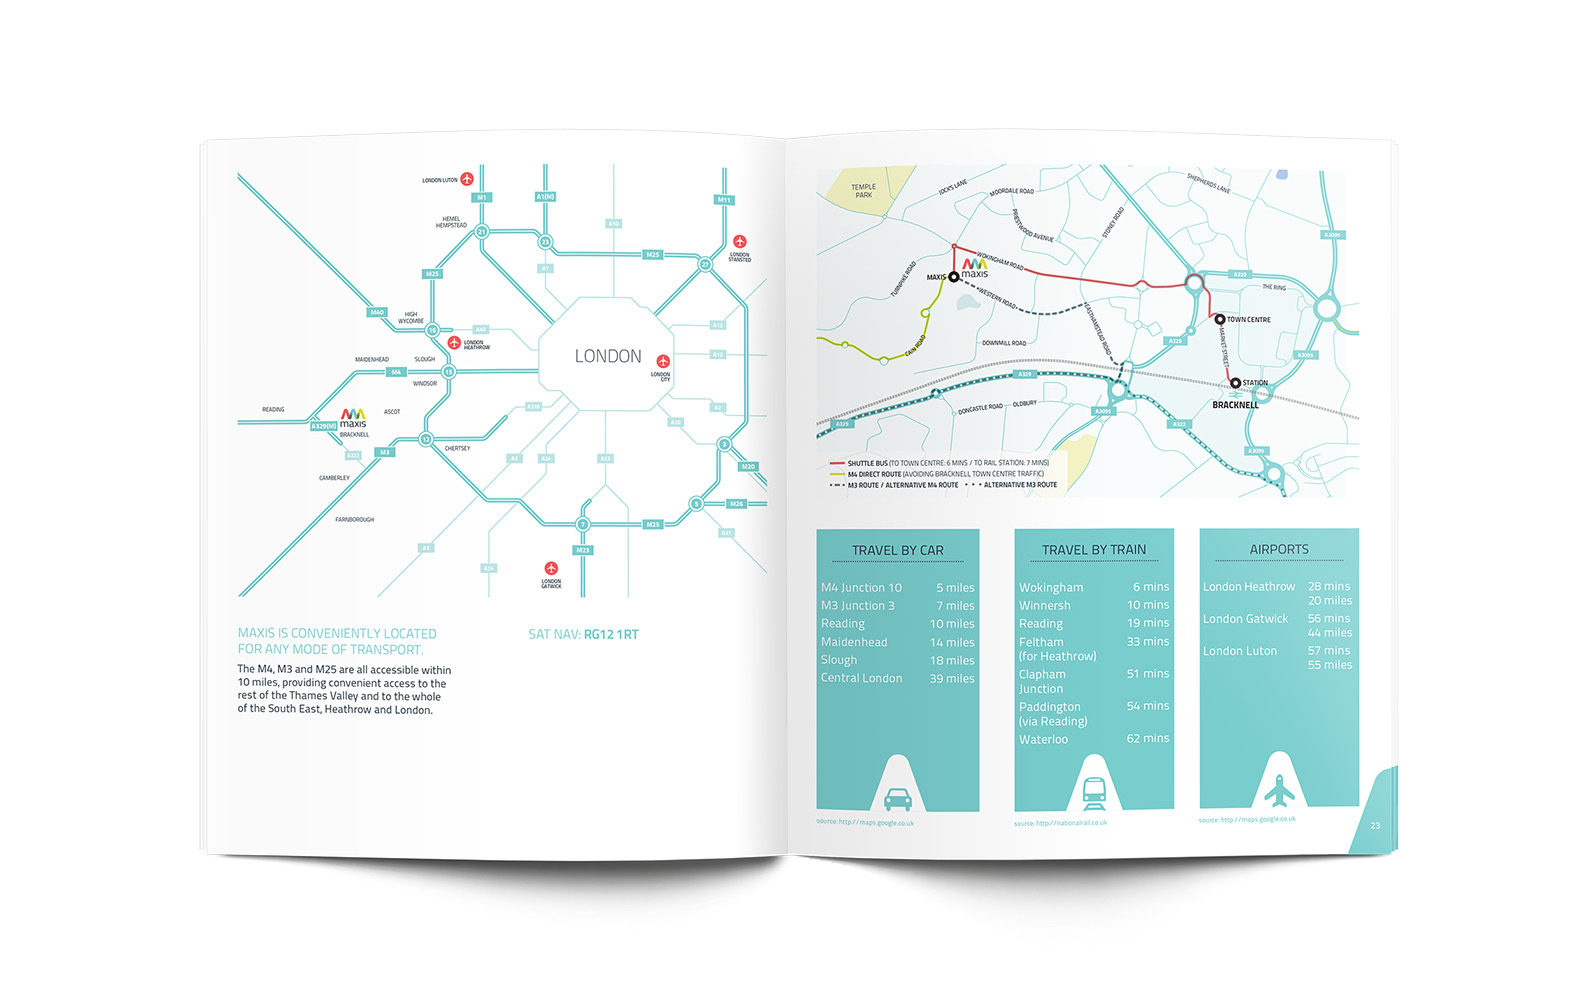 LONDON LUTON
M1
A1(M)
M11
HEMEL
HEMPSTEAD
A10
21
23
LONDON
STANSTED
M25
27
M25
A1
M40
HIGH
WYCOMBE
16
A40
LONDON
HEATHROW
A12
A13
LONDON
LONDON
CITY
MAIDENHEAD
SLOUGH
M4
15
WINDSOR
READING
A329(M)
maxis
BRACKNELL
ASCOT
A316
A2
A20
A322
M3
12
CHERTSEY
A3
A24
A23
3
M20
CAMBERLEY
FARNBOROUGH
5
M26
7
M25
A21
M23
A3
A24
LONDON
GATWICK
MAXIS IS CONVENIENTLY LOCATED
FOR ANY MODE OF TRANSPORT.
The M4, M3 and M25 are all accessible within
10 miles, providing convenient access to the
rest of the Thames Valley and to the whole
of the South East, Heathrow and London.
SAT NAV: RG12 1RT
TEMPLE
PARK
JOCKS LANE
MOORDALE ROAD
SHEPHERDS LANE
PRIESTWOOD AVENUE
STONEY ROAD
A3095
WOKINGHAM ROAD
TURNPIKE ROAD
MAXIS
maxis
WESTERN ROAD
A329
THE RING
EASTHAMPSTEAD ROAD
TOWN CENTRE
MARKET STREET
CAIN ROAD
DOWNMILL ROAD
A329
A3095
A329
STATION
BRACKNELL
DONCASTLE ROAD
OLDBURY
A3095
A329
A322
A3095
SHUTTLE BUS (TO TOWN CENTRE: 6 MINS / TO RAIL STATION: 7 MINS)
M4 DIRECT ROUTE (AVOIDING BRACKNELL TOWN CENTRE TRAFFIC)
M3 ROUTE / ALTERNATIVE M4 ROUTE
ALTERNATIVE M3 ROUTE
TRAVEL BY CAR
M4 Junction 10 5 miles
M3 Junction 3 7 miles
Reading 10 miles
Maidenhead 14 miles
Slough 18 miles
Central London 39 miles
source: http://maps.google.co.uk
TRAVEL BY TRAIN
Wokingham 6 mins
Winnersh 10 mins
Reading 19 mins
Feltham 33 mins
(for Heathrow)
Clapham 51 mins
Junction
Paddington 54 mins
(via Reading)
Waterloo 62 mins
source: http://nationalrail.co.uk
AIRPORTS
London Heathrow 28 mins
20 miles
London Gatwick 56 mins
44 miles
London Luton 57 mins
55 miles
source: http://maps.google.co.uk
23